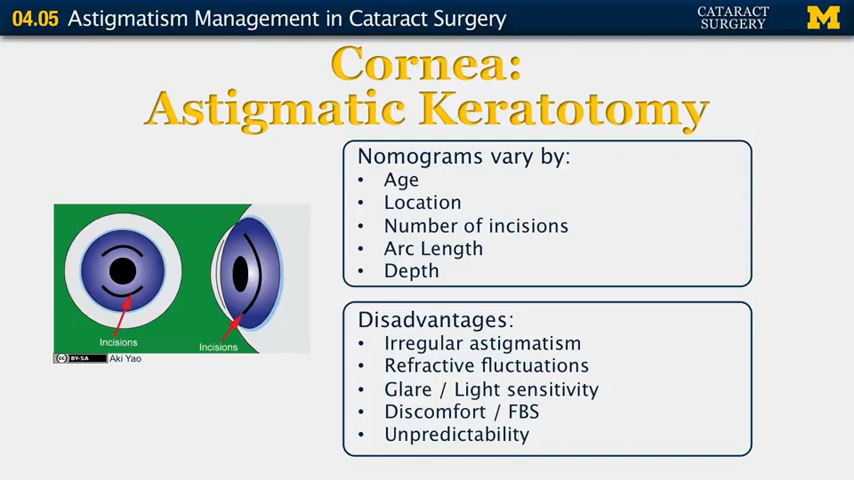 04.05 Astigmatism Management in Cataract Surgery
CATARACT
SURGERY
M
Cornea:
Astigmatic Keratotomy
Nomograms vary by:
• Age
• Location
• Number of incisions
• Arc Length
• Depth
Incisions
Incisions
cc BY-SA Aki Yao
Disadvantages:
• Irregular astigmatism
• Refractive fluctuations
• Glare / Light sensitivity
• Discomfort / FBS
• Unpredictability